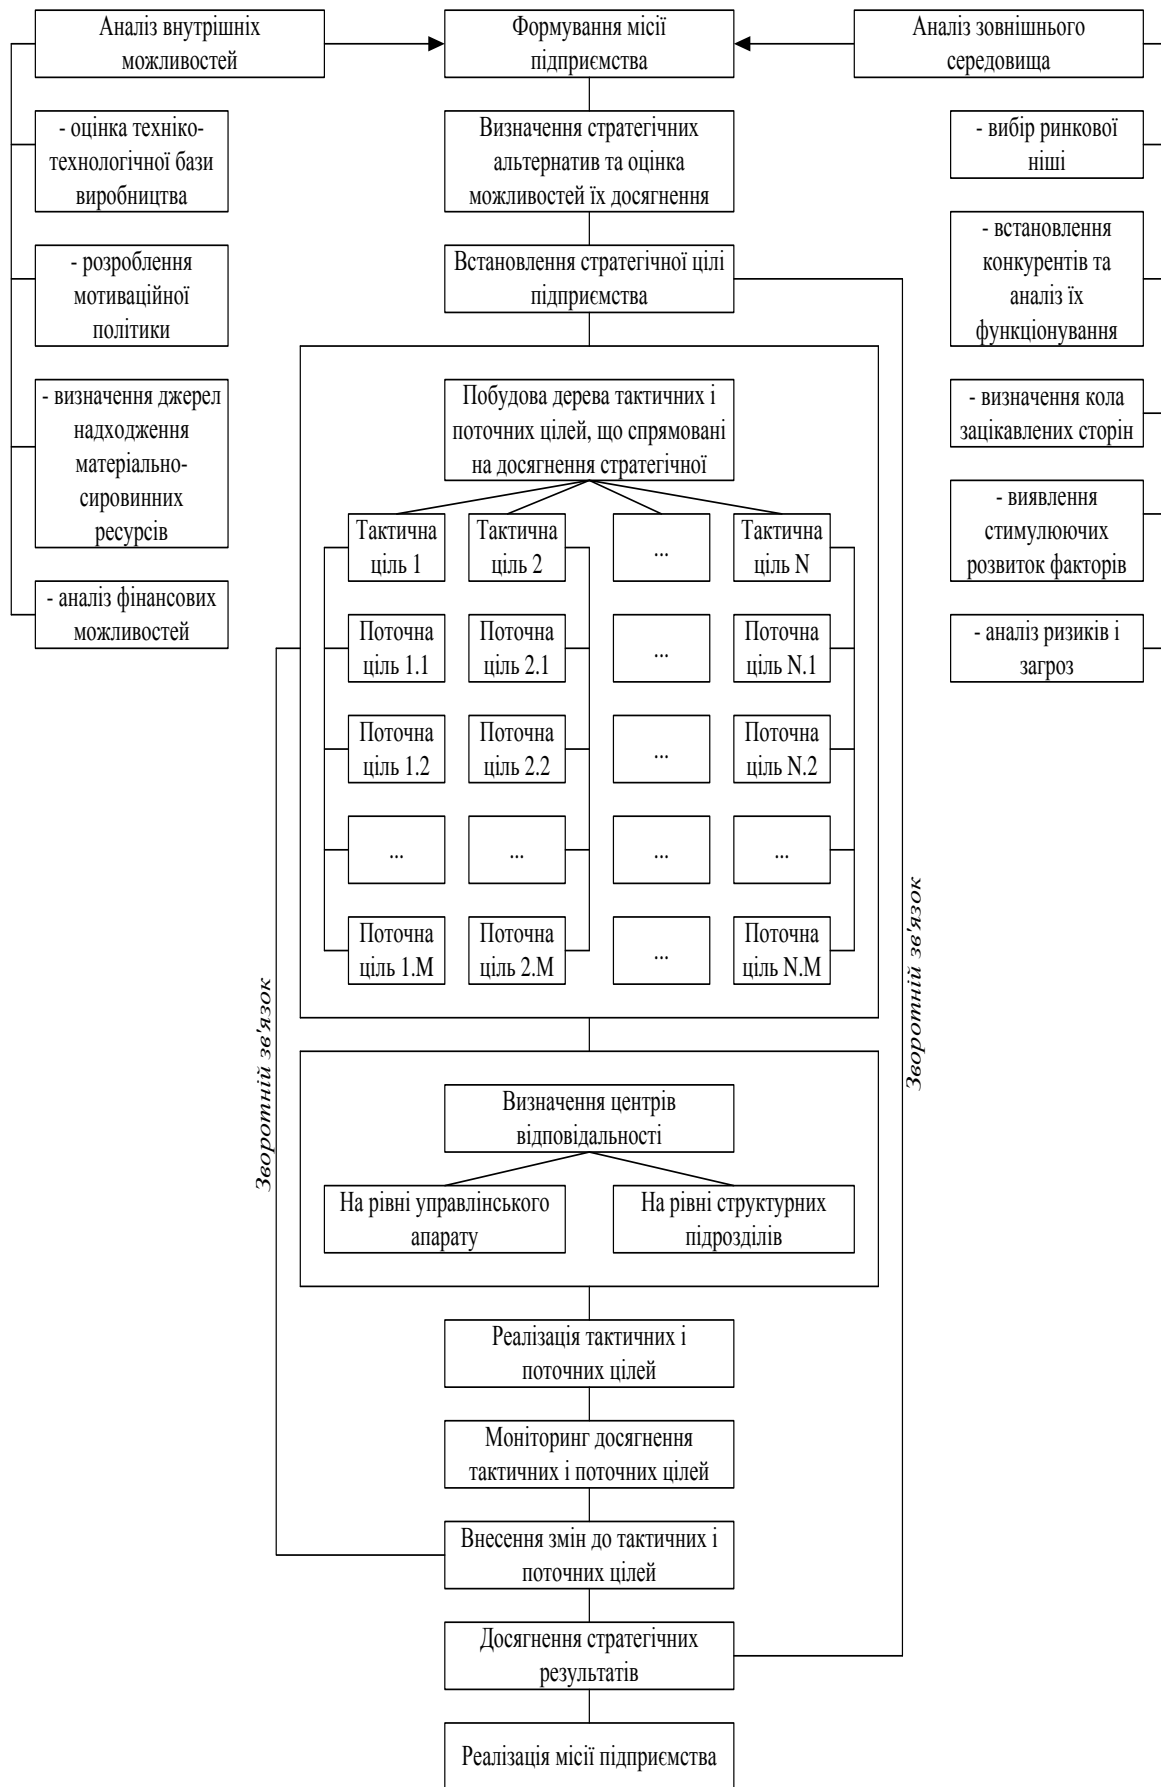 Аналіз внутрішніх
можливостей
Формування місії
підприємства
Аналіз зовнішнього
середовища
- оцінка техніко-
технологічної бази
виробництва
- розроблення
мотиваційної
політики
- визначення джерел
надходження
матеріально-
сировинних
ресурсів
- аналіз фінансових
можливостей
Визначення стратегічних
альтернатив та оцінка
можливостей їх досягнення
Встановлення стратегічної цілі
підприємства
- вибір ринкової
ніші
- встановлення
конкурентів та
аналіз їх
функціонування
- визначення кола
зацікавлених сторін
- виявлення
стимулюючих
розвиток факторів
- аналіз ризиків і
загроз
Побудова дерева тактичних і
поточних цілей, що спрямовані
на досягнення стратегічної
Тактична
ціль 1
Тактична
ціль 2
...
Тактична
ціль N
Поточна
ціль 1.1
Поточна
ціль 2.1
...
Поточна
ціль N.1
Поточна
ціль 1.2
Поточна
ціль 2.2
...
Поточна
ціль N.2
...
...
...
...
Поточна
ціль 1.M
Поточна
ціль 2.M
...
Поточна
ціль N.M
Зворотній зв'язок
Зворотній зв'язок
Визначення центрів
відповідальності
На рівні управлінського
апарату
На рівні структурних
підрозділів
Реалізація тактичних і
поточних цілей
Моніторинг досягнення
тактичних і поточних цілей
Внесення змін до тактичних і
поточних цілей
Досягнення стратегічних
результатів
Реалізація місії підприємства